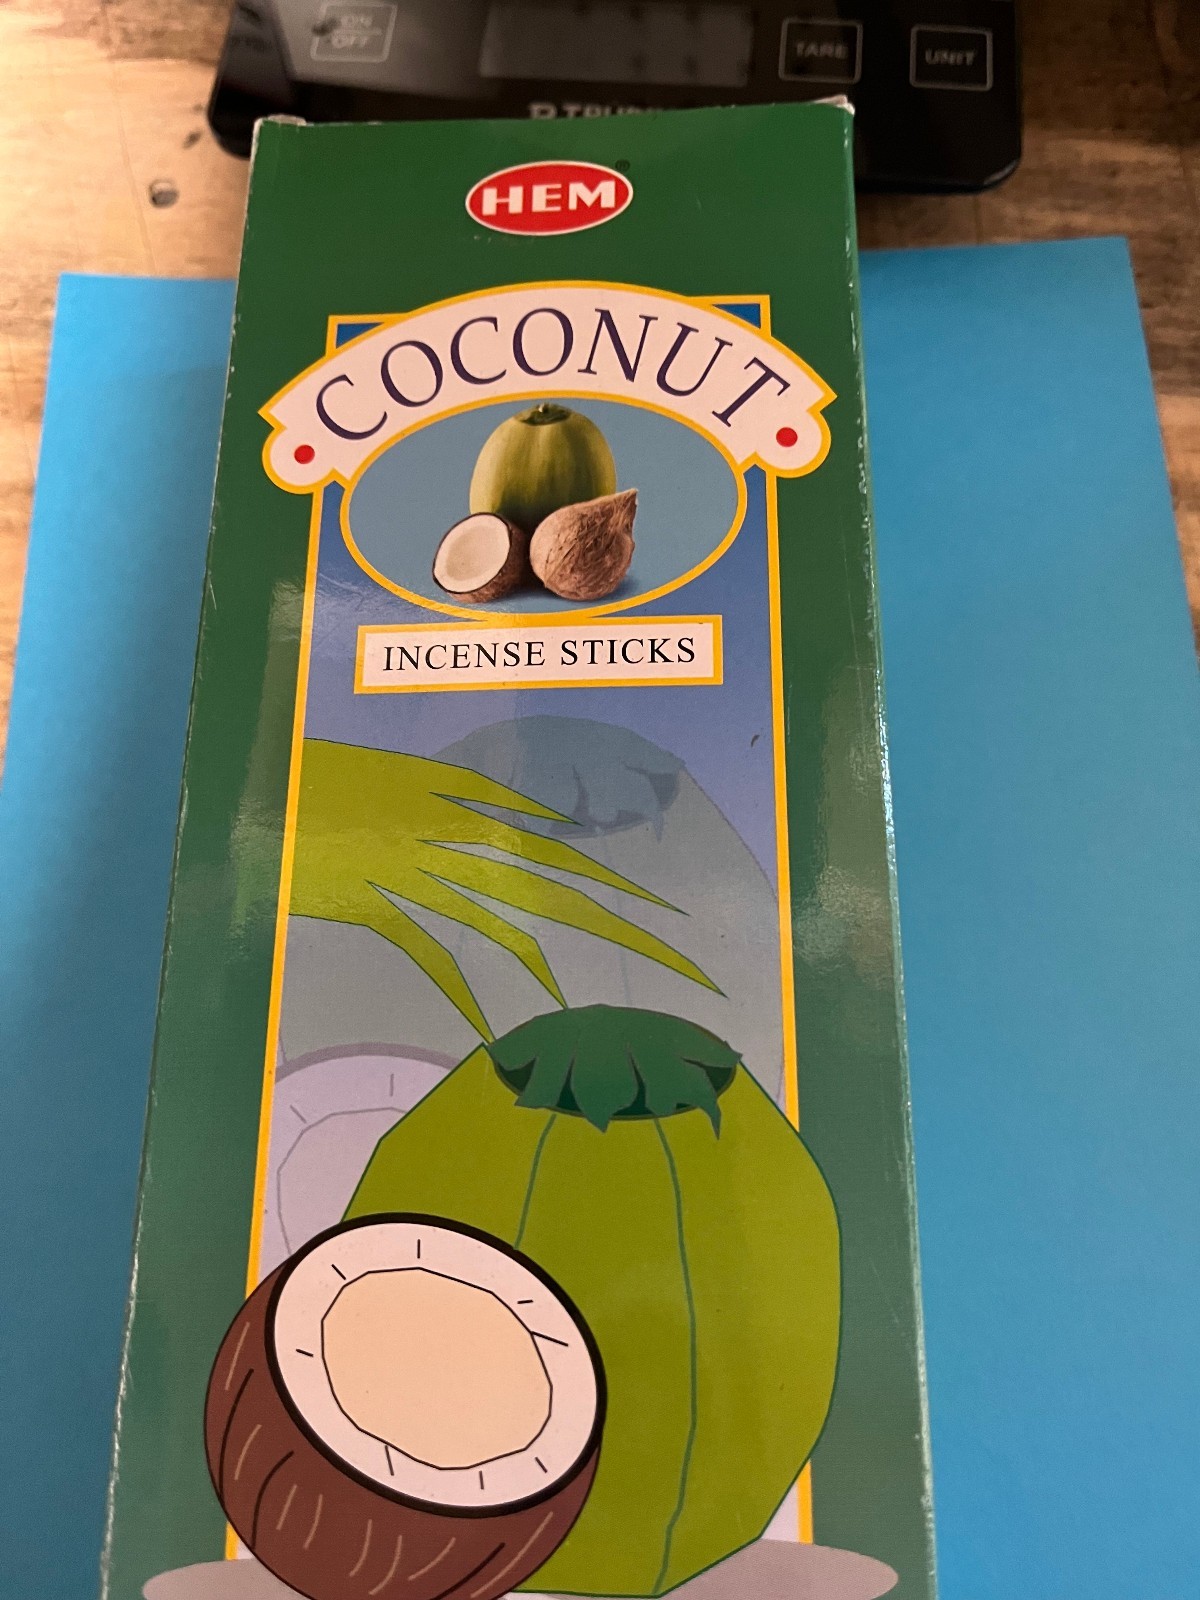 ON
OFF
TARE
UNIT
HEM®
COCONUT
INCENSE STICKS